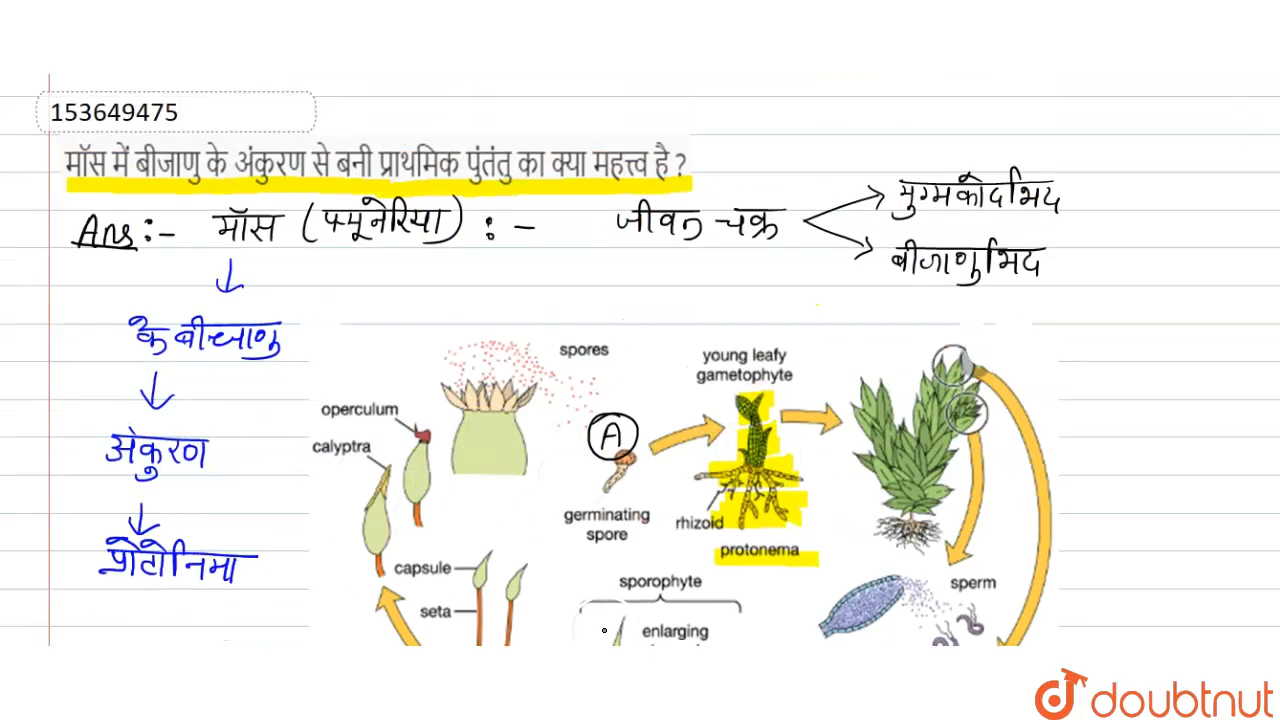 153649475
मॉस में बीजाणु के अंकुरण से बनी प्राथमिक पुंतंतु का क्या महत्त्व है ?
Ans :- मॉस (फ्यूनेरिया) : - जीवन चक्र
युग्मकोदभिद
बीजाणुभिद
के बीजाणु
अंकुरण
प्रोटोनिमा
spores
young leafy
gametophyte
operculum
calyptra
A
germinating
spore
rhizoid
protonema
capsule
seta
sporophyte
enlarging
sperm
doubtnut